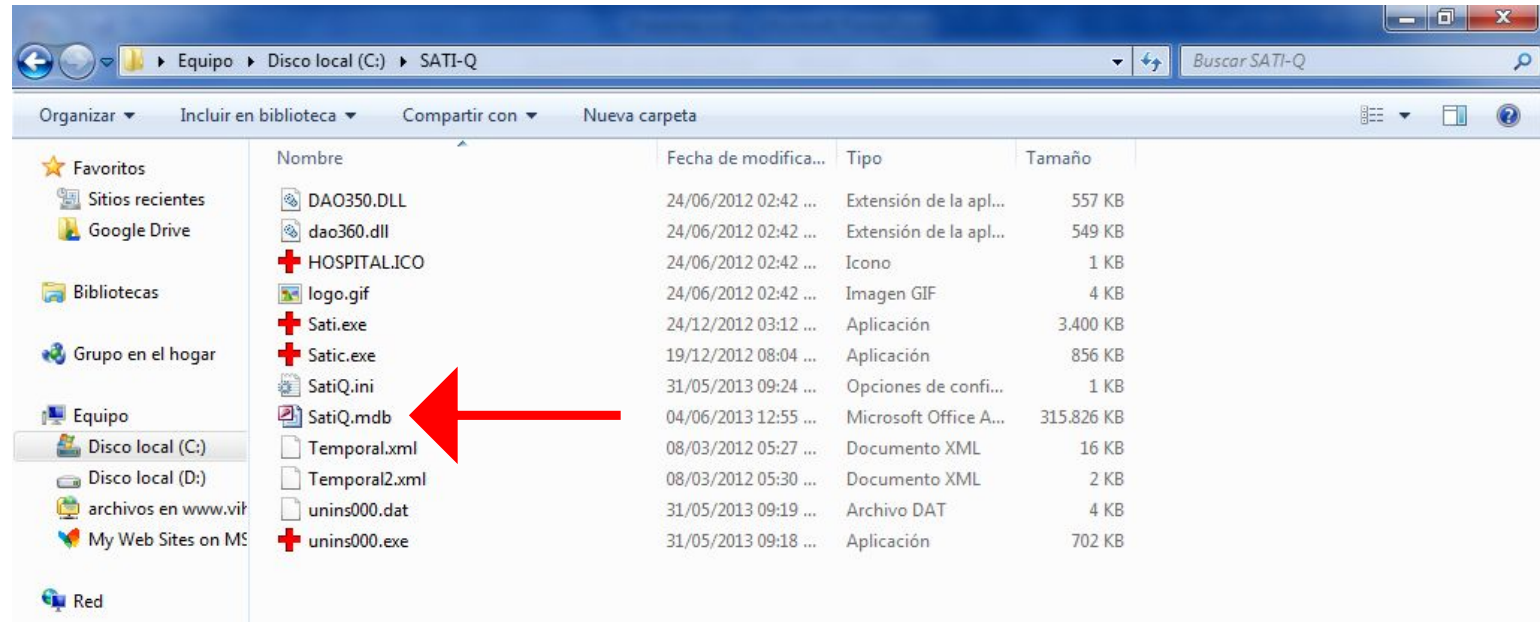 Equipo Disco local (C:) SATI-Q Buscar SATI-Q
Organizar Incluir en biblioteca Compartir con Nueva carpeta
Favoritos
Sitios recientes
Google Drive
Bibliotecas
Grupo en el hogar
Equipo
Disco local (C:)
Disco local (D:)
archivos en www.vih
My Web Sites on MS
Red
Nombre Fecha de modifica... Tipo Tamaño
DAO350.DLL 24/06/2012 02:42 ... Extensión de la apl... 557 KB
dao360.dll 24/06/2012 02:42 ... Extensión de la apl... 549 KB
HOSPITAL.ICO 24/06/2012 02:42 ... Icono 1 KB
logo.gif 24/06/2012 02:42 ... Imagen GIF 4 KB
Sati.exe 24/12/2012 03:12 ... Aplicación 3.400 KB
Satic.exe 19/12/2012 08:04 ... Aplicación 856 KB
SatiQ.ini 31/05/2013 09:24 ... Opciones de confi... 1 KB
SatiQ.mdb 04/06/2013 12:55 ... Microsoft Office A... 315.826 KB
Temporal.xml 08/03/2012 05:27 ... Documento XML 16 KB
Temporal2.xml 08/03/2012 05:30 ... Documento XML 2 KB
unins000.dat 31/05/2013 09:19 ... Archivo DAT 4 KB
unins000.exe 31/05/2013 09:18 ... Aplicación 702 KB